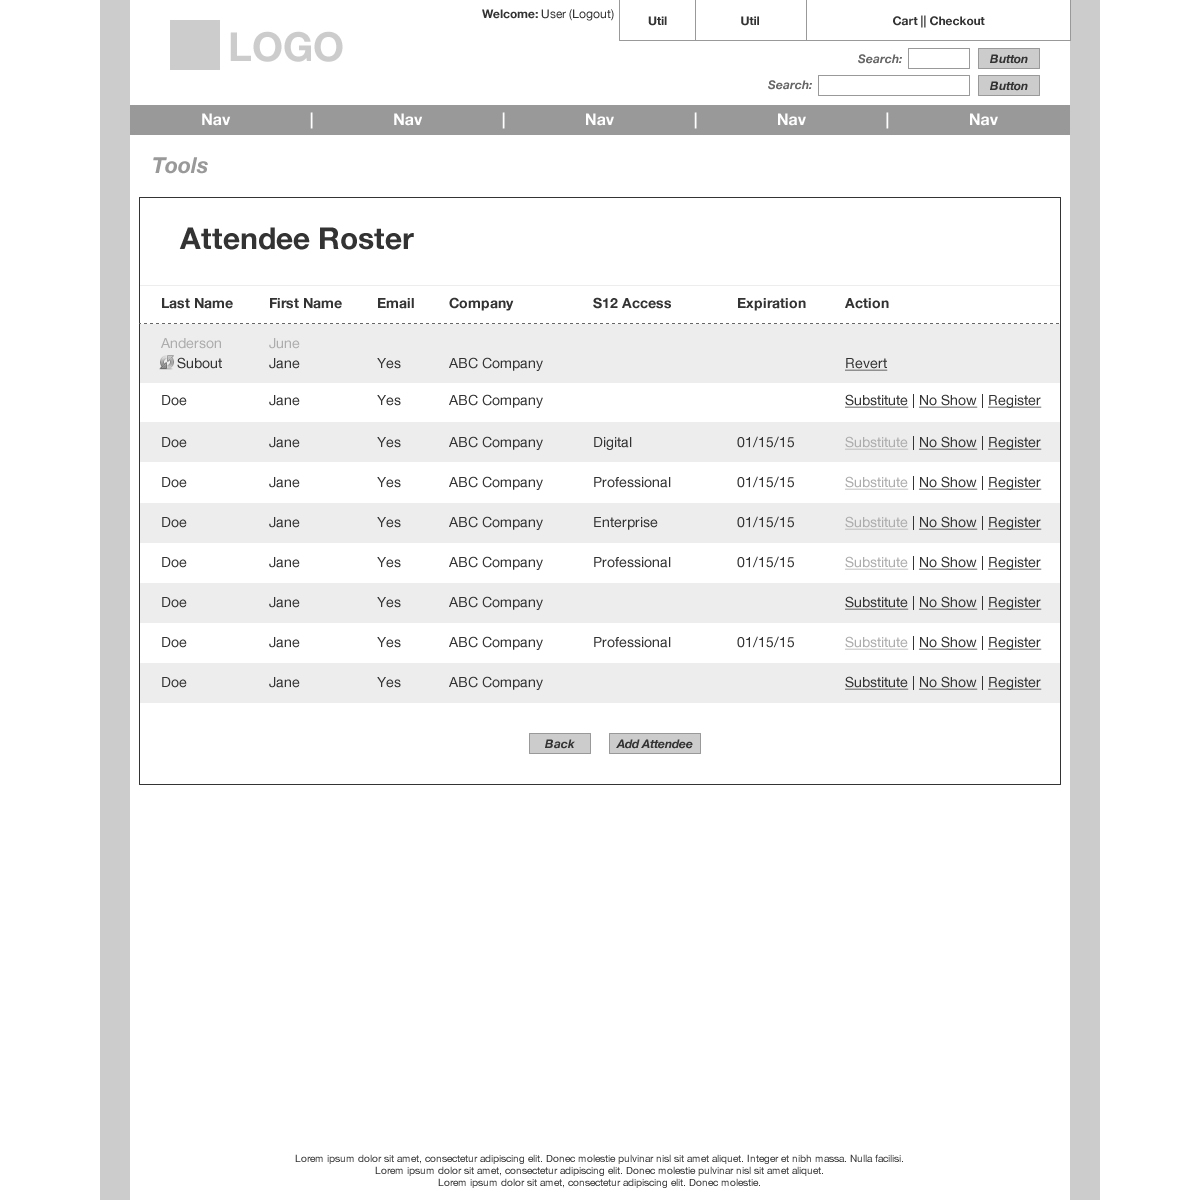 Welcome: User (Logout)
Util
Util
Cart || Checkout
LOGO
Search:
Button
Search:
Button
Nav | Nav | Nav | Nav | Nav
Tools
Attendee Roster
Last Name First Name Email Company S12 Access Expiration Action
Anderson June
Subout Jane Yes ABC Company Revert
Doe Jane Yes ABC Company Substitute | No Show | Register
Doe Jane Yes ABC Company Digital 01/15/15 Substitute | No Show | Register
Doe Jane Yes ABC Company Professional 01/15/15 Substitute | No Show | Register
Doe Jane Yes ABC Company Enterprise 01/15/15 Substitute | No Show | Register
Doe Jane Yes ABC Company Professional 01/15/15 Substitute | No Show | Register
Doe Jane Yes ABC Company Substitute | No Show | Register
Doe Jane Yes ABC Company Professional 01/15/15 Substitute | No Show | Register
Doe Jane Yes ABC Company Substitute | No Show | Register
Back Add Attendee
Lorem ipsum dolor sit amet, consectetur adipiscing elit. Donec molestie pulvinar nisl sit amet aliquet. Integer et nibh massa. Nulla facilisi.
Lorem ipsum dolor sit amet, consectetur adipiscing elit. Donec molestie pulvinar nisl sit amet aliquet.
Lorem ipsum dolor sit amet, consectetur adipiscing elit. Donec molestie.